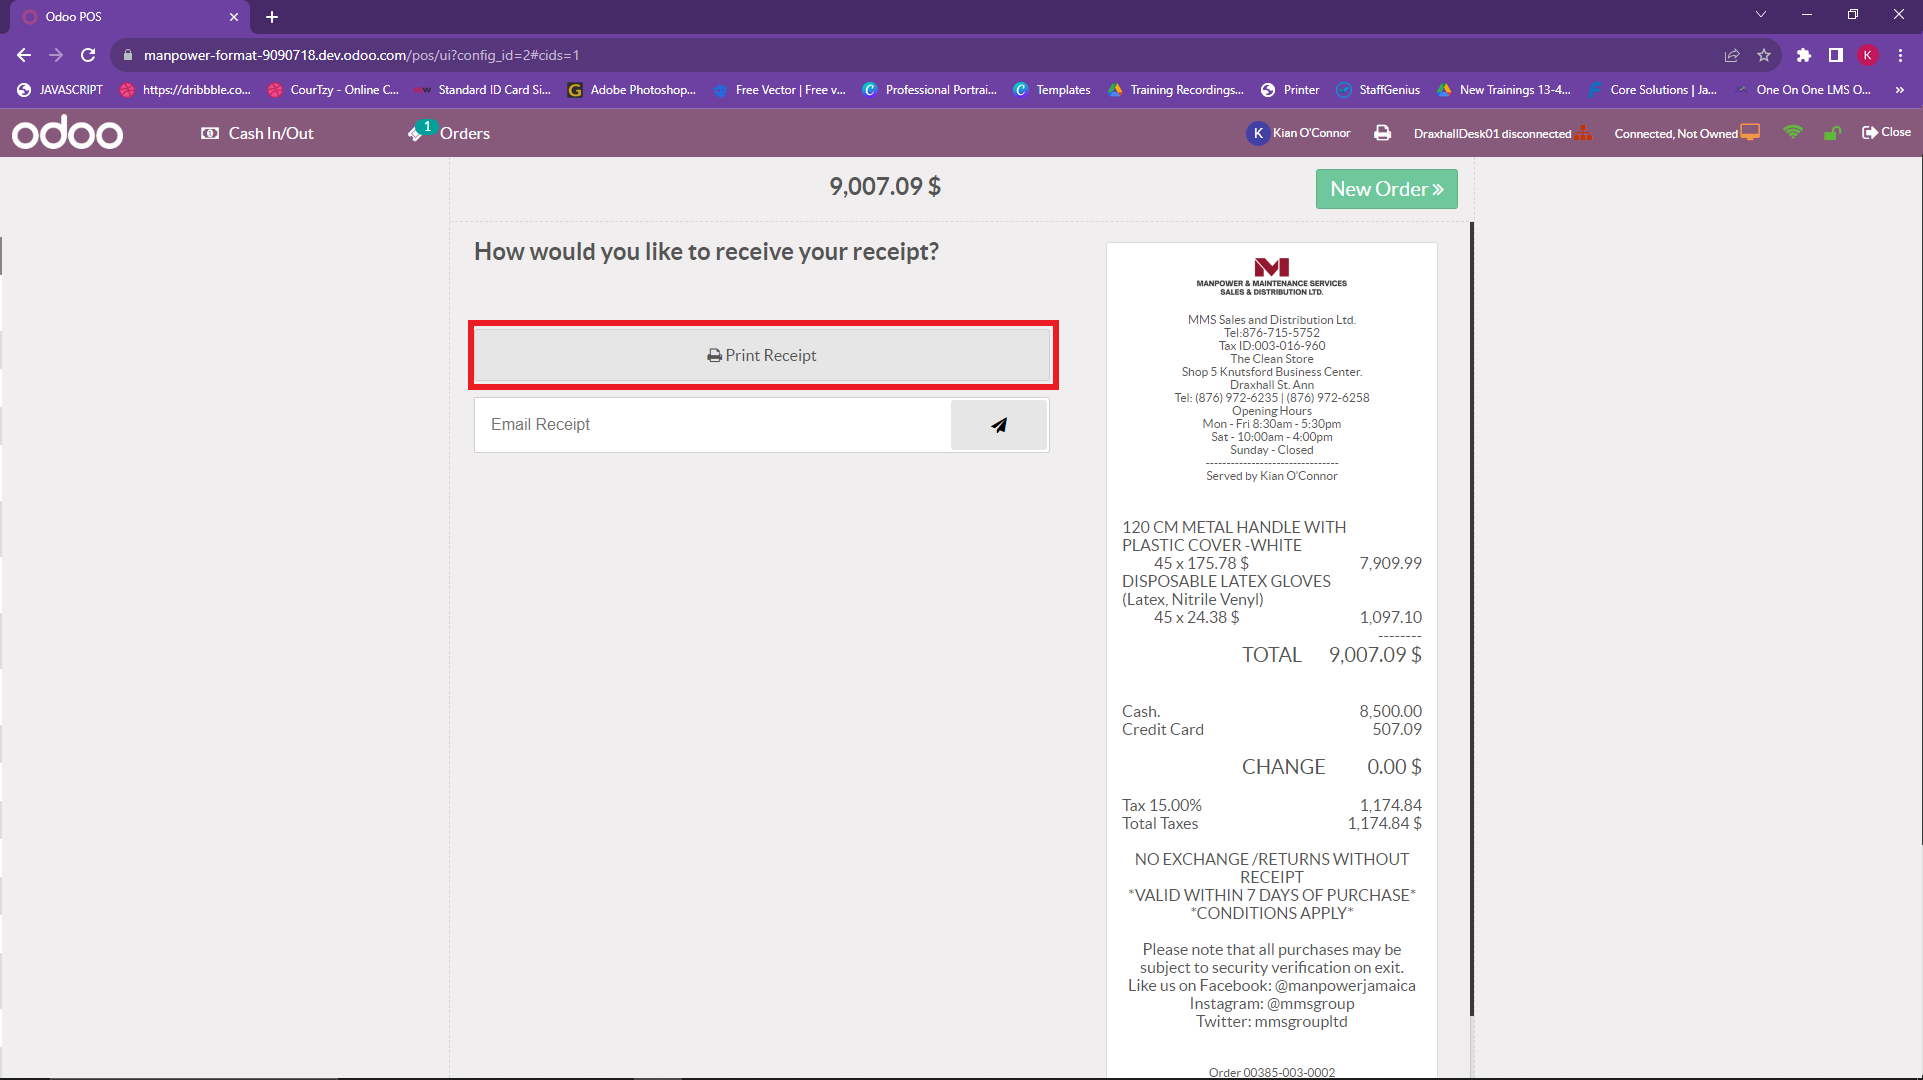 Odoo POS
manpower-format-9090718.dev.odoo.com/pos/ui?config_id=2#cids=1
K
JAVASCRIPT
https://dribbble.co...
CourTzy - Online C...
Standard ID Card Si...
Adobe Photoshop...
Free Vector | Free v...
Professional Portrai...
Templates
Training Recordings...
Printer
StaffGenius
New Trainings 13-4...
Core Solutions | Ja...
One On One LMS O...
»
odoo
Cash In/Out
1
Orders
K
Kian O'Connor
DraxhallDesk01 disconnected
Connected, Not Owned
Close
9,007.09 $
New Order »
How would you like to receive your receipt?
Print Receipt
Email Receipt
MANPOWER & MAINTENANCE SERVICES
SALES & DISTRIBUTION LTD.
MMS Sales and Distribution Ltd.
Tel:876-715-5752
Tax ID:003-016-960
The Clean Store
Shop 5 Knutsford Business Center.
Draxhall St. Ann
Tel: (876) 972-6235 | (876) 972-6258
Opening Hours
Mon - Fri 8:30am - 5:30pm
Sat - 10:00am - 4:00pm
Sunday - Closed
--------------------------------
Served by Kian O'Connor
120 CM METAL HANDLE WITH
PLASTIC COVER -WHITE
45 x 175.78 $ 7,909.99
DISPOSABLE LATEX GLOVES
(Latex, Nitrile Venyl)
45 x 24.38 $ 1,097.10
--------
TOTAL 9,007.09 $
Cash. 8,500.00
Credit Card 507.09
CHANGE 0.00 $
Tax 15.00% 1,174.84
Total Taxes 1,174.84 $
NO EXCHANGE /RETURNS WITHOUT
RECEIPT
*VALID WITHIN 7 DAYS OF PURCHASE*
*CONDITIONS APPLY*
Please note that all purchases may be
subject to security verification on exit.
Like us on Facebook: @manpowerjamaica
Instagram: @mmsgroup
Twitter: mmsgroupltd
Order 00385-003-0002